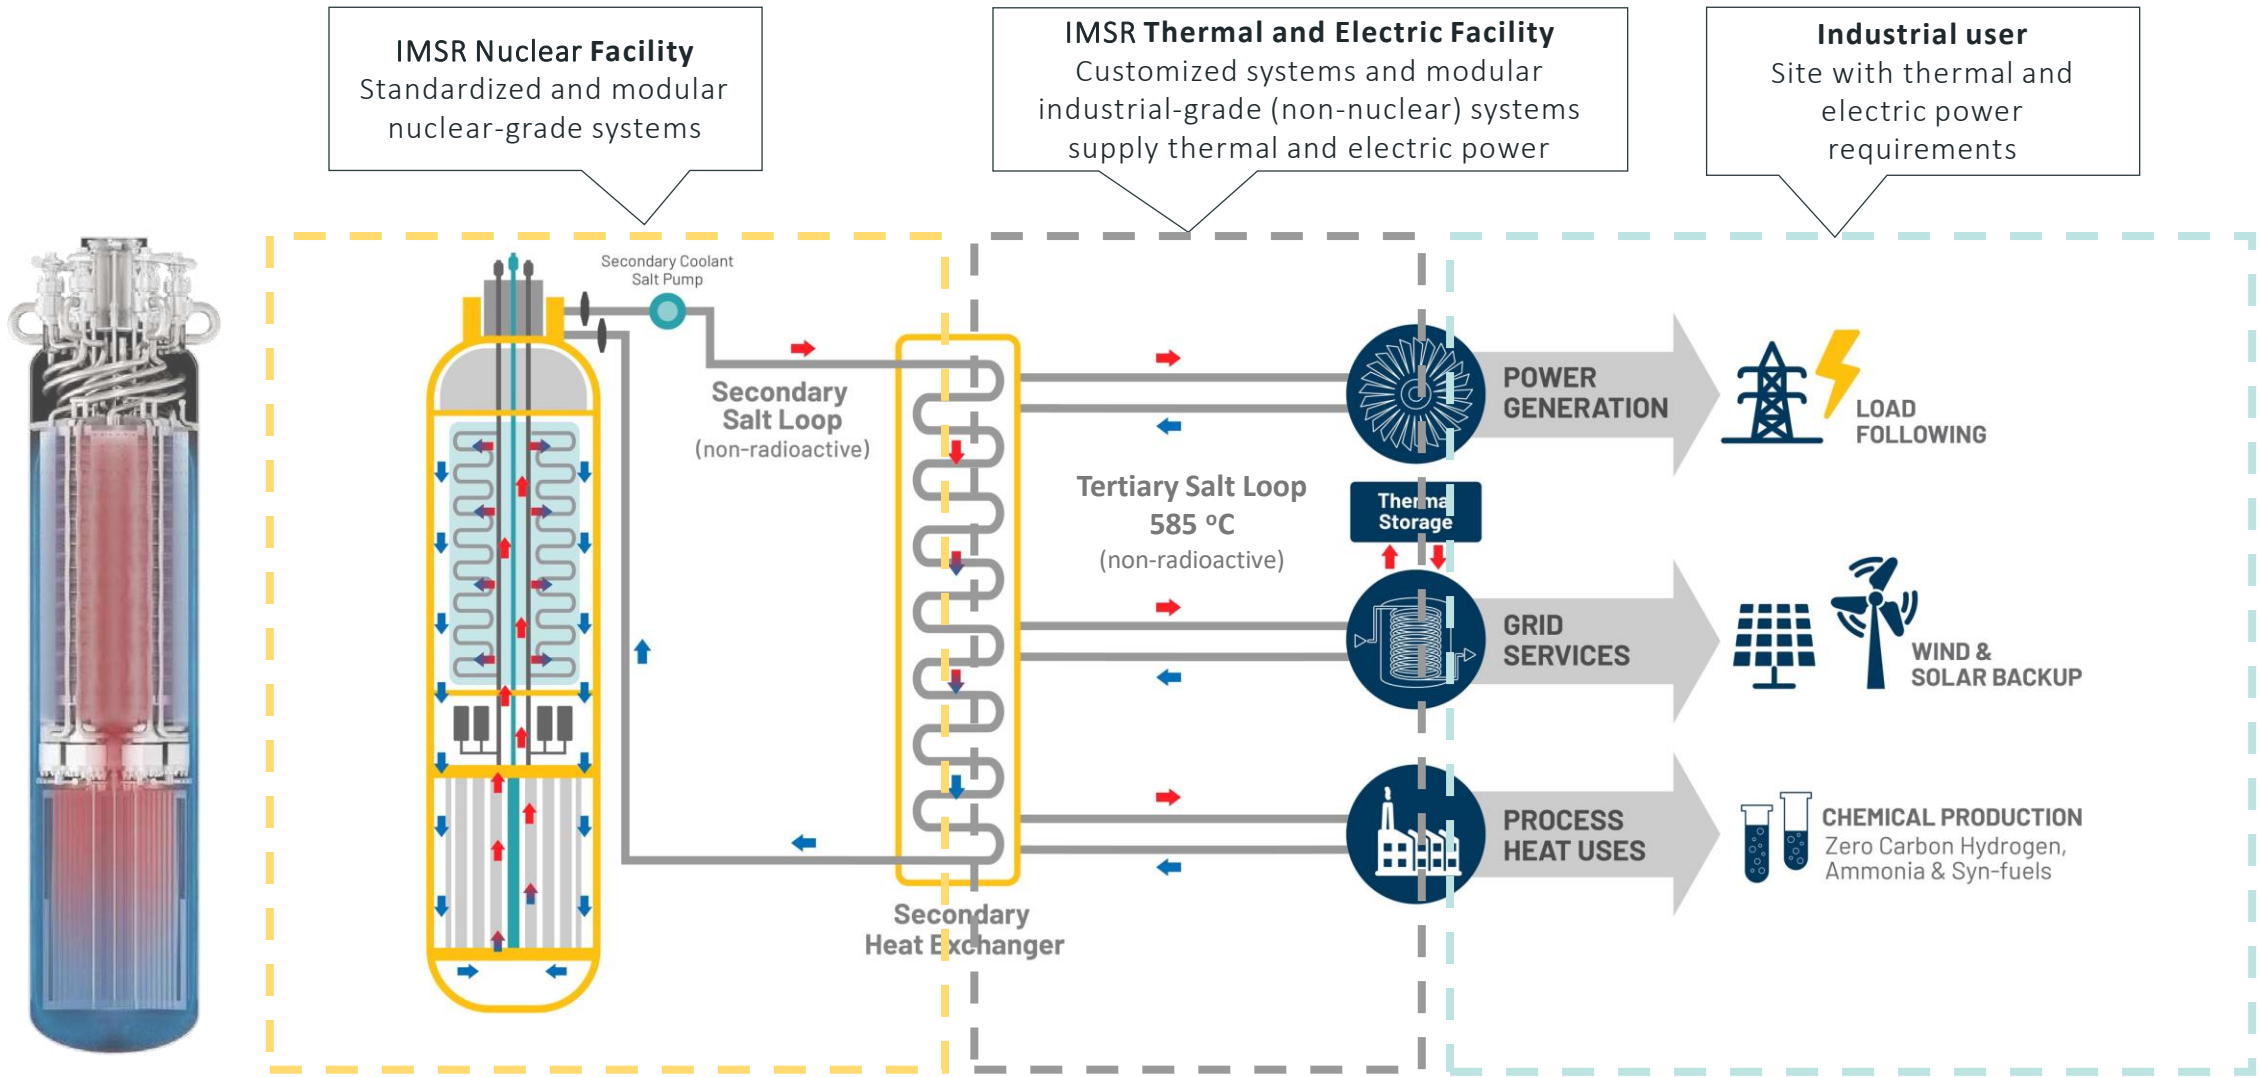 IMSR Nuclear Facility
Standardized and modular
nuclear-grade systems
IMSR Thermal and Electric Facility
Customized systems and modular
industrial-grade (non-nuclear) systems
supply thermal and electric power
Industrial user
Site with thermal and
electric power
requirements
Secondary Coolant
Salt Pump
Secondary
Salt Loop
(non-radioactive)
Secondary
Heat Exchanger
Tertiary Salt Loop
585 ⁰C
(non-radioactive)
Thermal
Storage
POWER
GENERATION
LOAD
FOLLOWING
GRID
SERVICES
WIND &
SOLAR BACKUP
PROCESS
HEAT USES
CHEMICAL PRODUCTION
Zero Carbon Hydrogen,
Ammonia & Syn-fuels